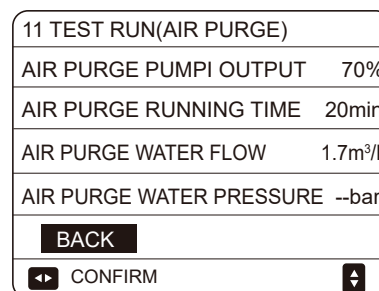 11 TEST RUN(AIR PURGE)
AIR PURGE PUMPI OUTPUT 70%
AIR PURGE RUNNING TIME 20min
AIR PURGE WATER FLOW 1.7m³/
AIR PURGE WATER PRESSURE --bar
BACK
CONFIRM